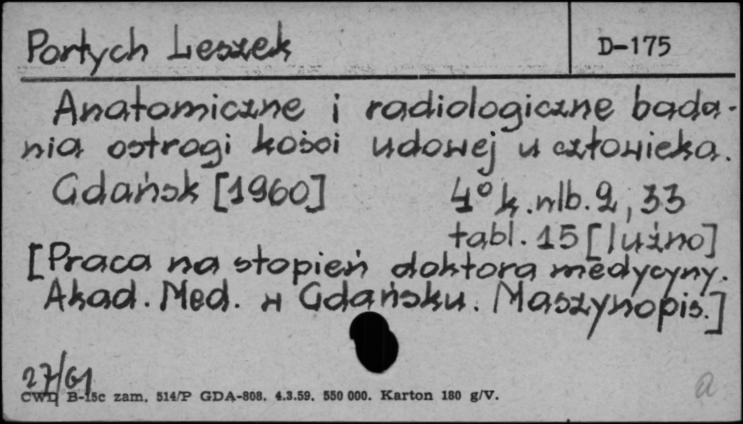 Portych Leszek
D-175
Anatomiczne i radiologiczne bada-
nia ostrogi kości udowej u człowieka.
Gdańsk [1960] 4° k. nlb. 2, 33
tabl. 15 [luźno]
[Praca na stopień doktora medycyny.
Akad. Med. w Gdańsku. Maszynopis.]
27/61
CWD B-15c zam. 514/P GDA-808. 4.3.59. 550 000. Karton 180 g/V.
a